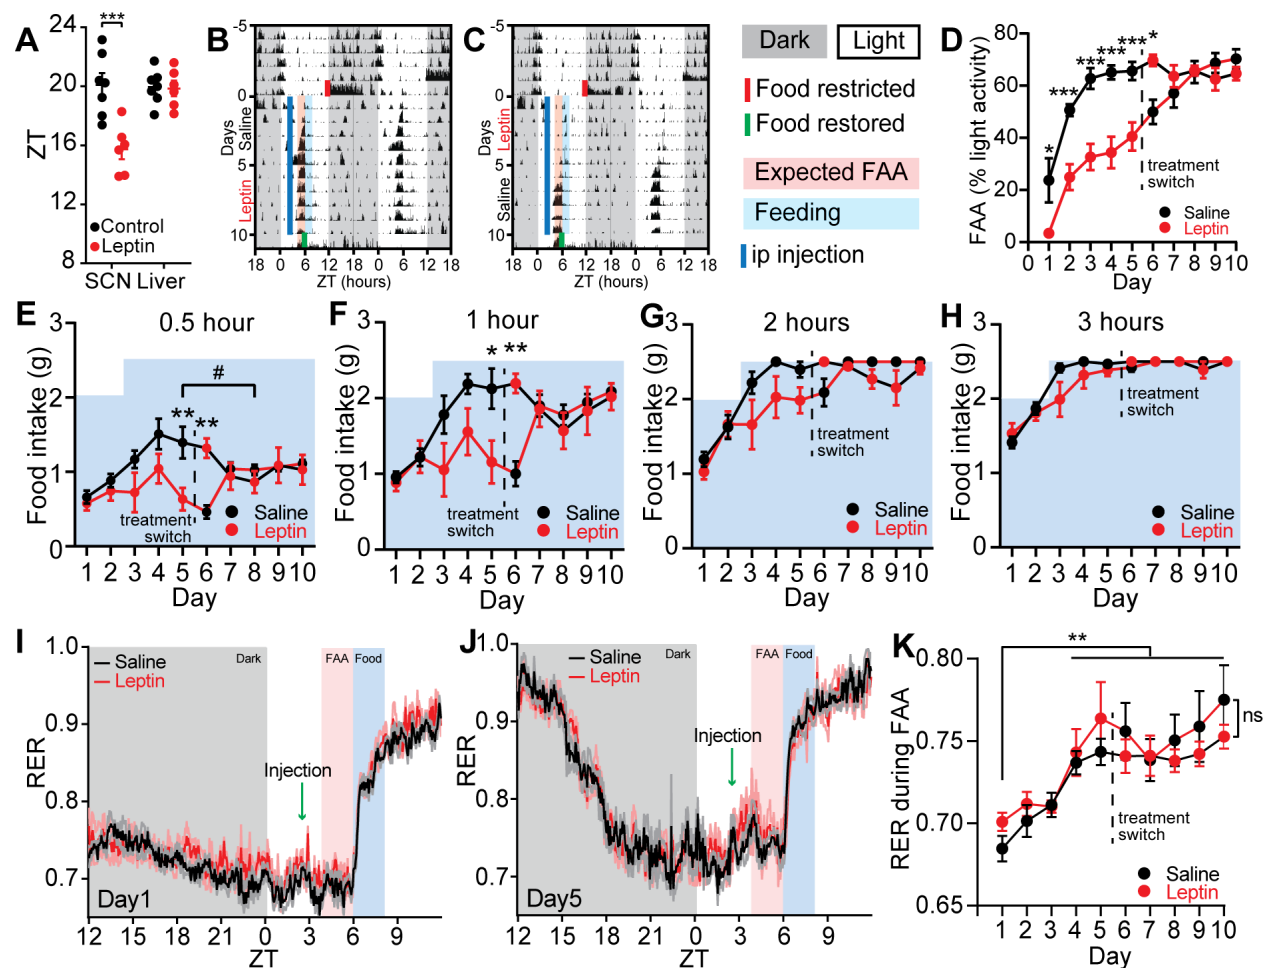 A
***
24
20
16
12
8
ZT
Control
Leptin
SCN Liver
B
-5
0
5
10
Days
Saline
Leptin
18 0 6 12 18 0 6 12 18
ZT (hours)
C
-5
0
5
10
Days
Leptin
Saline
18 0 6 12 18 0 6 12 18
ZT (hours)
Dark
Light
Food restricted
Food restored
Expected FAA
Feeding
ip injection
D
80
60
40
20
0
FAA (% light activity)
* *** *** *** *** *
treatment
switch
Saline
Leptin
0 1 2 3 4 5 6 7 8 9 10
Day
E
0.5 hour
3
2
1
0
Food intake (g)
#
** **
treatment
switch
Saline
Leptin
1 2 3 4 5 6 7 8 9 10
Day
F
1 hour
3
2
1
0
Food intake (g)
* **
treatment
switch
Saline
Leptin
1 2 3 4 5 6 7 8 9 10
Day
G
2 hours
3
2
1
0
Food intake (g)
treatment
switch
Saline
Leptin
1 2 3 4 5 6 7 8 9 10
Day
H
3 hours
3
2
1
0
Food intake (g)
treatment
switch
Saline
Leptin
1 2 3 4 5 6 7 8 9 10
Day
I
1.0
0.9
0.8
0.7
RER
Saline
Leptin
Dark
FAA
Food
Injection
Day1
12 15 18 21 0 3 6 9
ZT
J
1.0
0.9
0.8
0.7
RER
Saline
Leptin
Dark
FAA
Food
Injection
Day5
12 15 18 21 0 3 6 9
ZT
K
**
0.80
0.75
0.70
0.65
RER during FAA
ns
treatment
switch
Saline
Leptin
1 2 3 4 5 6 7 8 9 10
Day